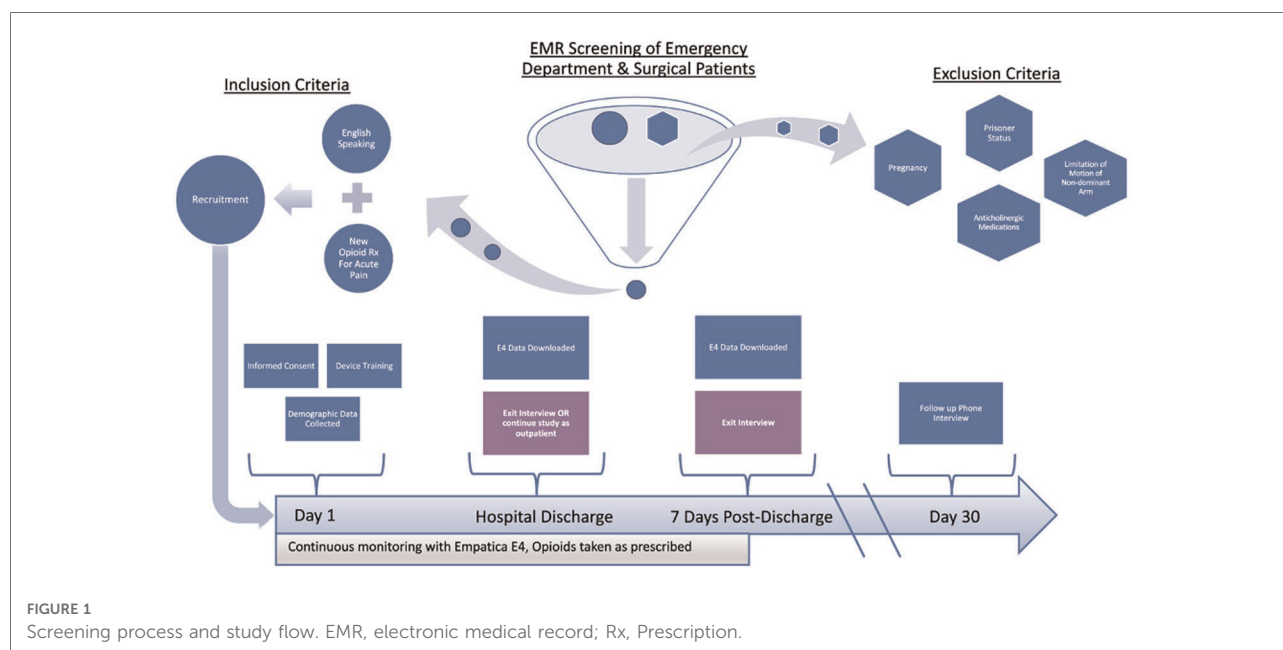 EMR Screening of Emergency
Department & Surgical Patients
Inclusion Criteria
Exclusion Criteria
English
Speaking
New
Opioid Rx
For Acute
Pain
Recruitment
Pregnancy
Prisoner
Status
Limitation of
Motion of
Non-dominant
Arm
Anticholinergic
Medications
Informed Consent
Device Training
Demographic Data
Collected
E4 Data Downloaded
Exit Interview OR
continue study as
outpatient
E4 Data Downloaded
Exit Interview
Follow up Phone
Interview
Day 1
Hospital Discharge
7 Days Post-Discharge
Day 30
Continuous monitoring with Empatica E4, Opioids taken as prescribed
FIGURE 1
Screening process and study flow. EMR, electronic medical record; Rx, Prescription.